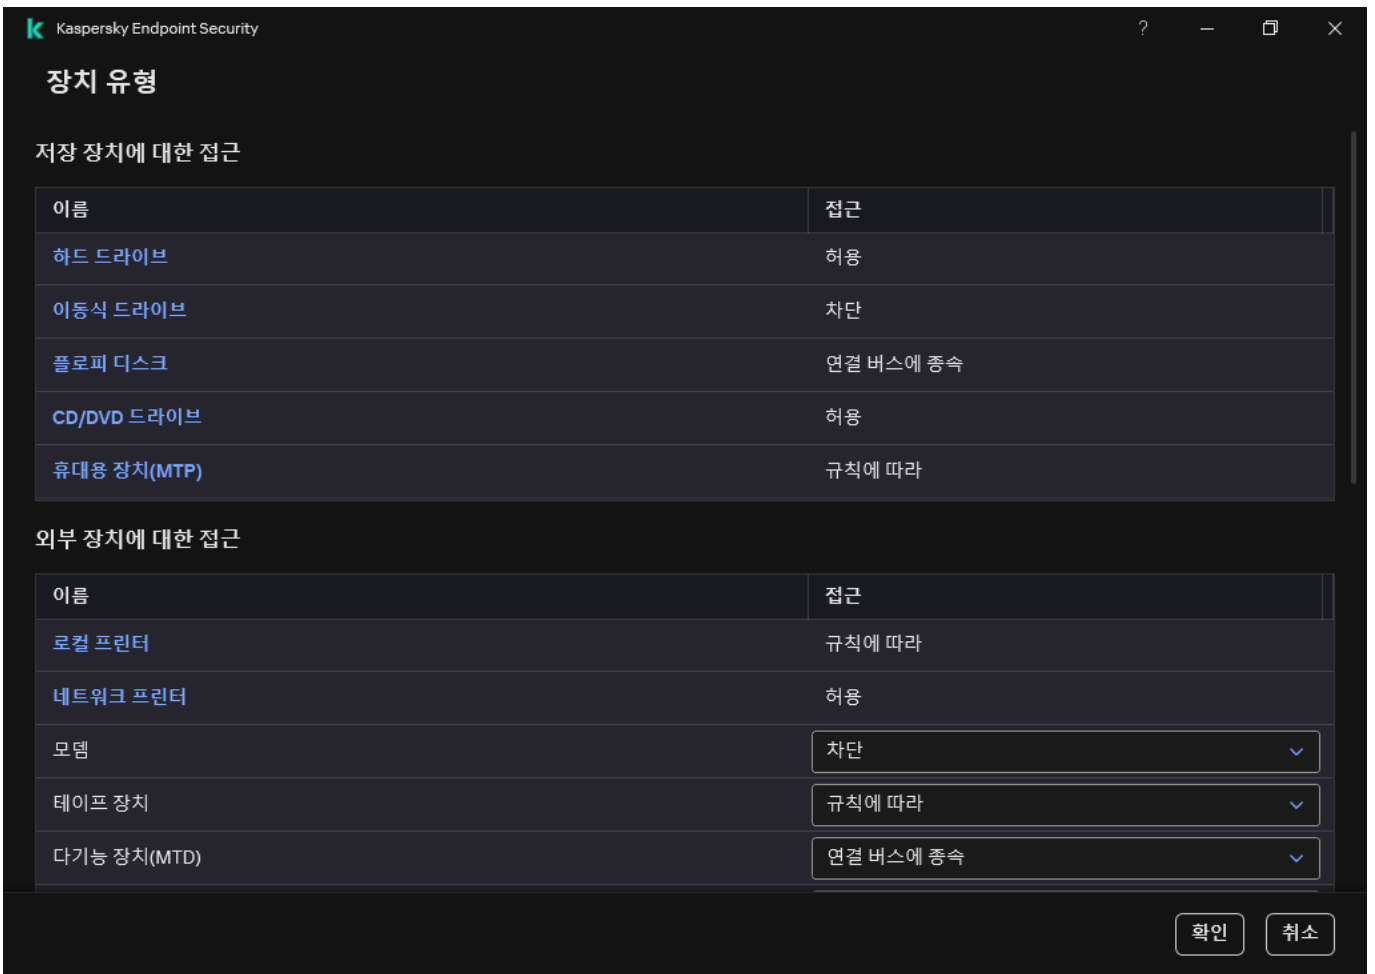 Kaspersky Endpoint Security
장치 유형
저장 장치에 대한 접근
이름 접근
하드 드라이브 허용
이동식 드라이브 차단
플로피 디스크 연결 버스에 종속
CD/DVD 드라이브 허용
휴대용 장치(MTP) 규칙에 따라
외부 장치에 대한 접근
이름 접근
로컬 프린터 규칙에 따라
네트워크 프린터 허용
모뎀 차단
테이프 장치 규칙에 따라
다기능 장치(MTD) 연결 버스에 종속
확인 취소